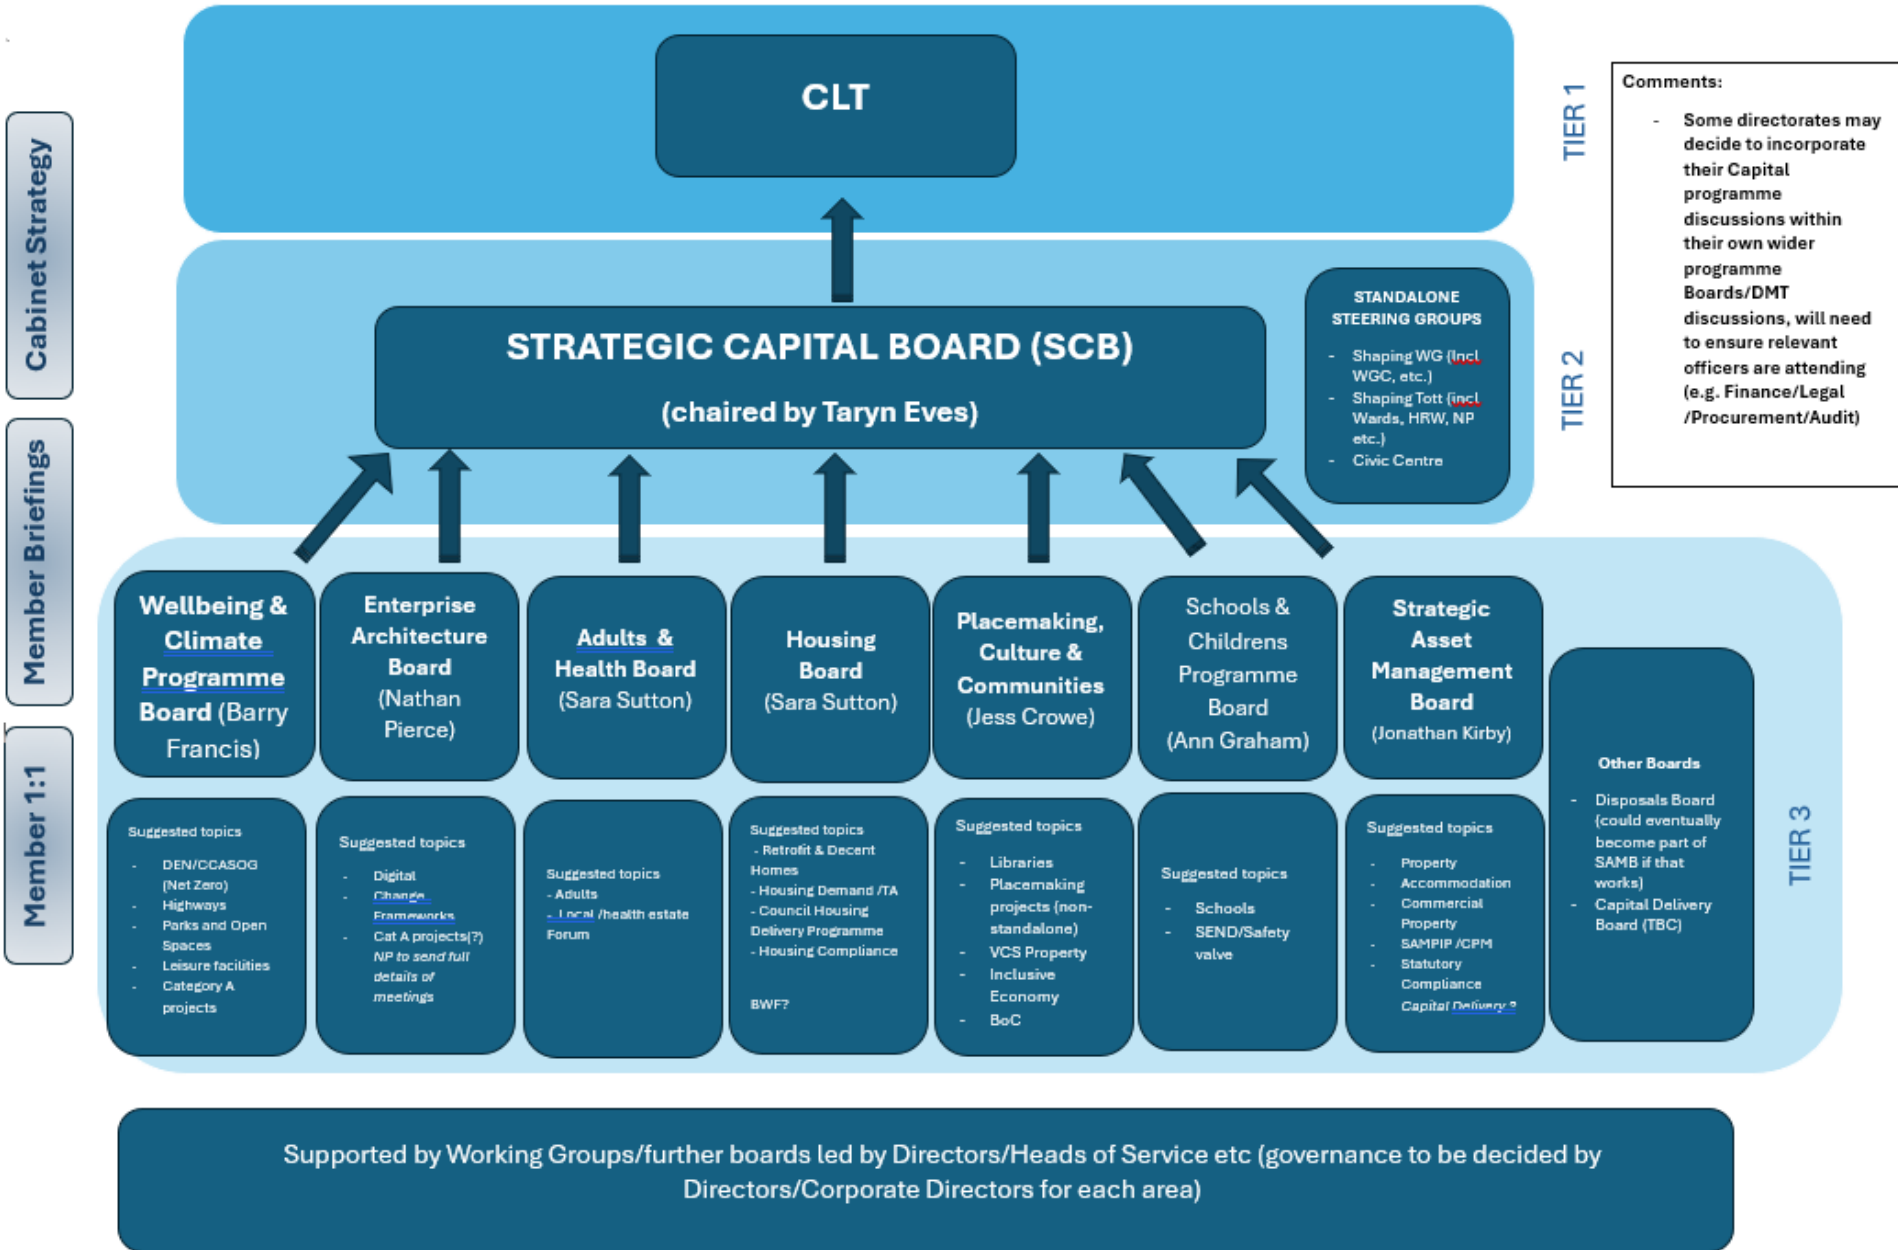 CLT
TIER 1
Comments:
- Some directorates may
decide to incorporate
their Capital
programme
discussions within
their own wider
programme
Boards/DMT
discussions, will need
to ensure relevant
officers are attending
(e.g. Finance/Legal
/Procurement/Audit)
Cabinet Strategy
Member Briefings
Member 1:1
STRATEGIC CAPITAL BOARD (SCB)
(chaired by Taryn Eves)
STANDALONE
STEERING GROUPS
- Shaping WG (Incl
WGC, etc.)
- Shaping Tott (incl
Wards, HRW, NP
etc.)
- Civic Centre
TIER 2
Wellbeing &
Climate
Programme
Board (Barry
Francis)
Enterprise
Architecture
Board
(Nathan
Pierce)
Adults &
Health Board
(Sara Sutton)
Housing
Board
(Sara Sutton)
Placemaking,
Culture &
Communities
(Jess Crowe)
Schools &
Childrens
Programme
Board
(Ann Graham)
Strategic
Asset
Management
Board
(Jonathan Kirby)
Other Boards
- Disposals Board
(could eventually
become part of
SAMB if that
works)
- Capital Delivery
Board (TBC)
TIER 3
Suggested topics
- DEN/CCASOG
(Net Zero)
- Highways
- Parks and Open
Spaces
- Leisure facilities
- Category A
projects
Suggested topics
- Digital
- Change
Frameworks
- Cat A projects(?)
NP to send full
details of
meetings
Suggested topics
- Adults
- Local /health estate
Forum
Suggested topics
- Retrofit & Decent
Homes
- Housing Demand /TA
- Council Housing
Delivery Programme
- Housing Compliance
BWF?
Suggested topics
- Libraries
- Placemaking
projects (non-
standalone)
- VCS Property
- Inclusive
Economy
- BoC
Suggested topics
- Schools
- SEND/Safety
valve
Suggested topics
- Property
- Accommodation
- Commercial
Property
- SAMPIP /CPM
- Statutory
Compliance
Capital Delivery ?
Supported by Working Groups/further boards led by Directors/Heads of Service etc (governance to be decided by
Directors/Corporate Directors for each area)